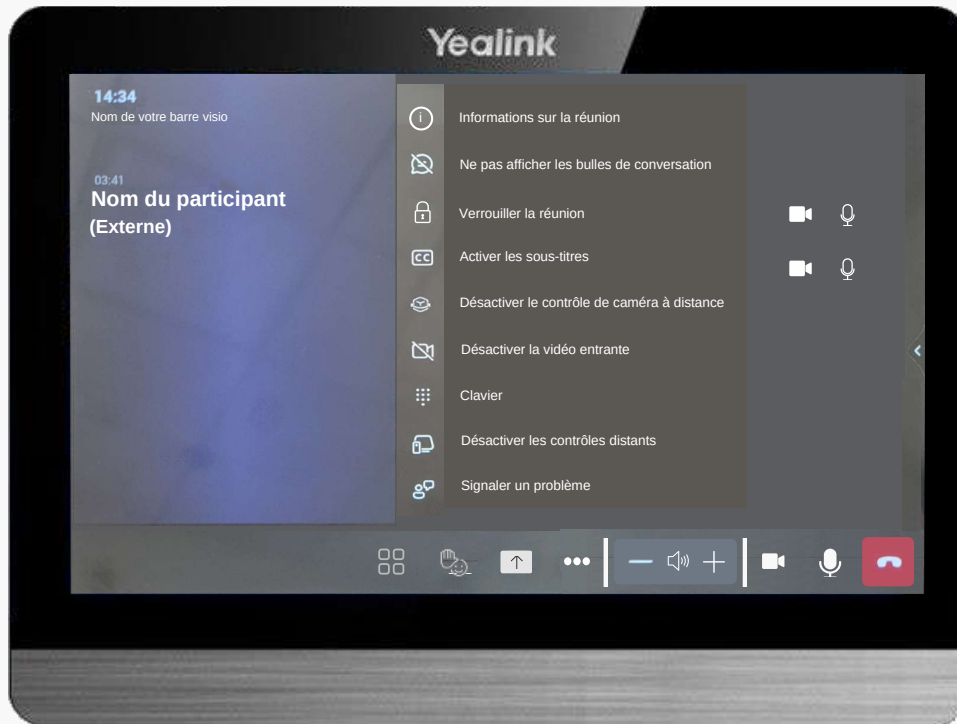 Yealink
14:34
Nom de votre barre visio
03:41
Nom du participant
(Externe)
Informations sur la réunion
Ne pas afficher les bulles de conversation
Verrouiller la réunion
CC
Activer les sous-titres
Désactiver le contrôle de caméra à distance
Désactiver la vidéo entrante
Clavier
Désactiver les contrôles distants
Signaler un problème